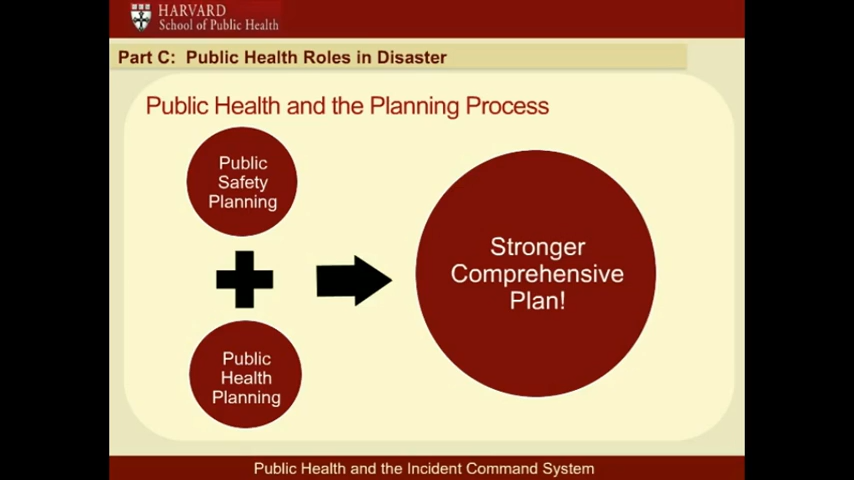 HARVARD
School of Public Health
Part C: Public Health Roles in Disaster
Public Health and the Planning Process
Public
Safety
Planning
Public
Health
Planning
Stronger
Comprehensive
Plan!
Public Health and the Incident Command System